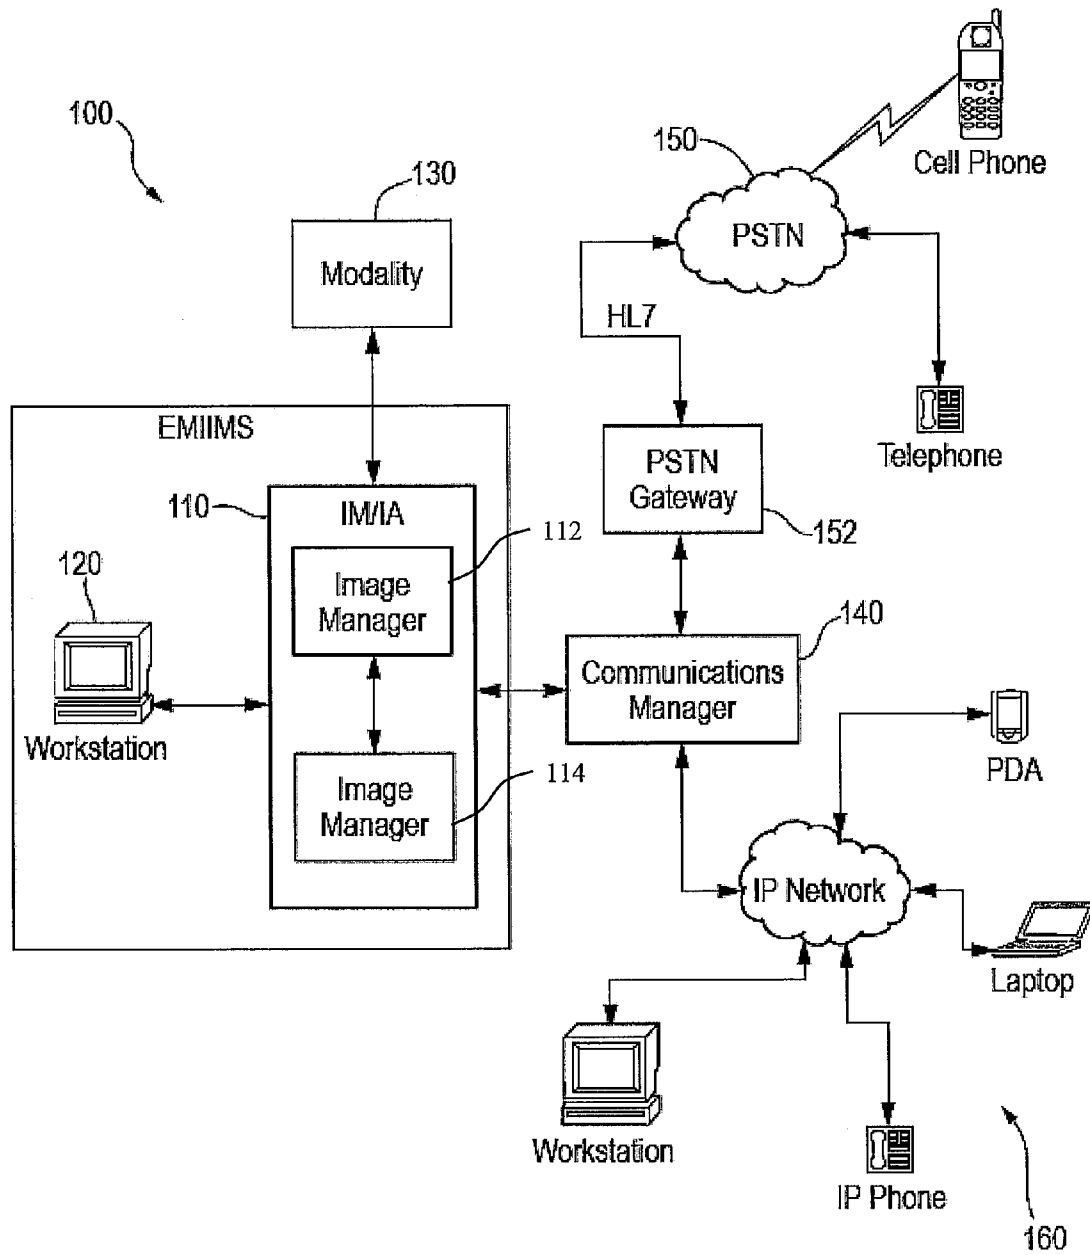 100
130
Modality
150
PSTN
Cell Phone
HL7
Telephone
EMIIMS
110
IM/IA
112
Image
Manager
114
Image
Manager
120
Workstation
PSTN
Gateway
152
140
Communications
Manager
PDA
IP Network
Laptop
Workstation
IP Phone
160